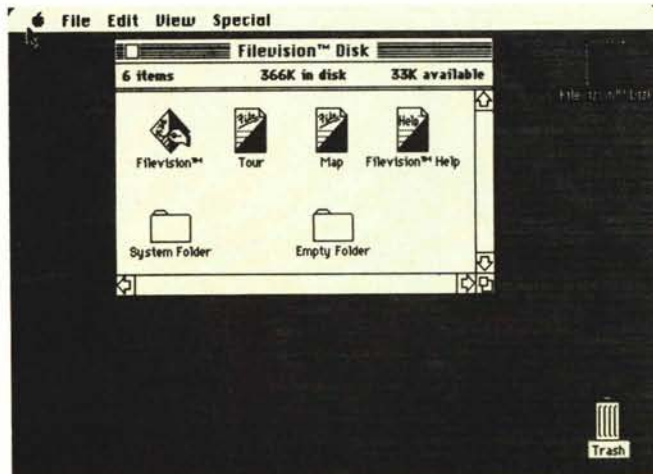 File Edit View Special
Filevision™ Disk
6 items 366K in disk 33K available
Filevision™ Tour Map Filevision™ Help
System Folder Empty Folder
Trash